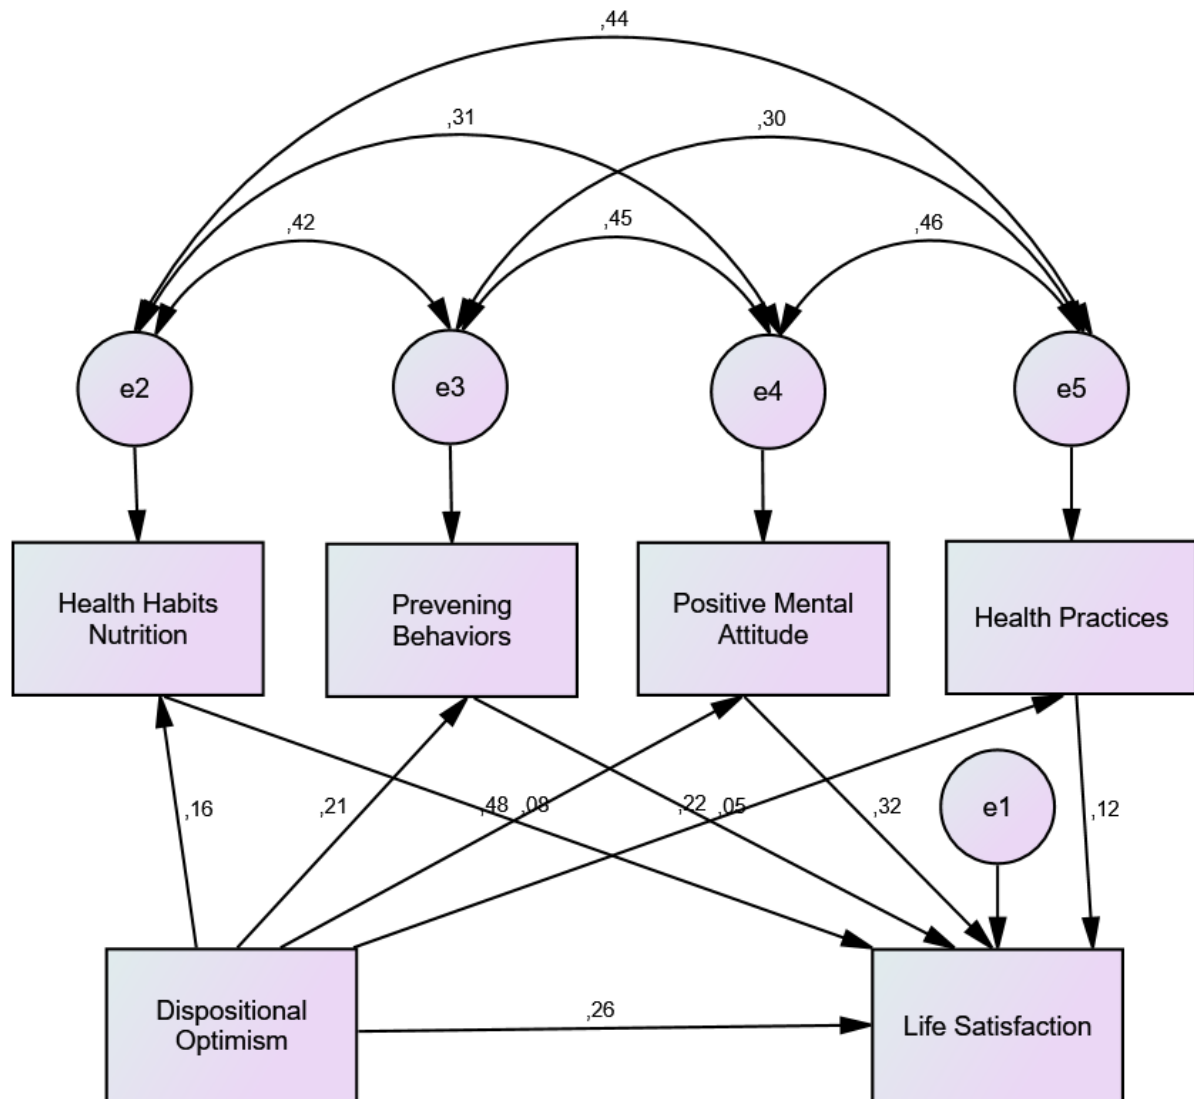 ,44
,31
,30
,42
,45
,46
e2
e3
e4
e5
Health Habits
Nutrition
Prevening
Behaviors
Positive Mental
Attitude
Health Practices
e1
,16
,21
,48
,08
,22
,05
,32
,12
Dispositional
Optimism
,26
Life Satisfaction